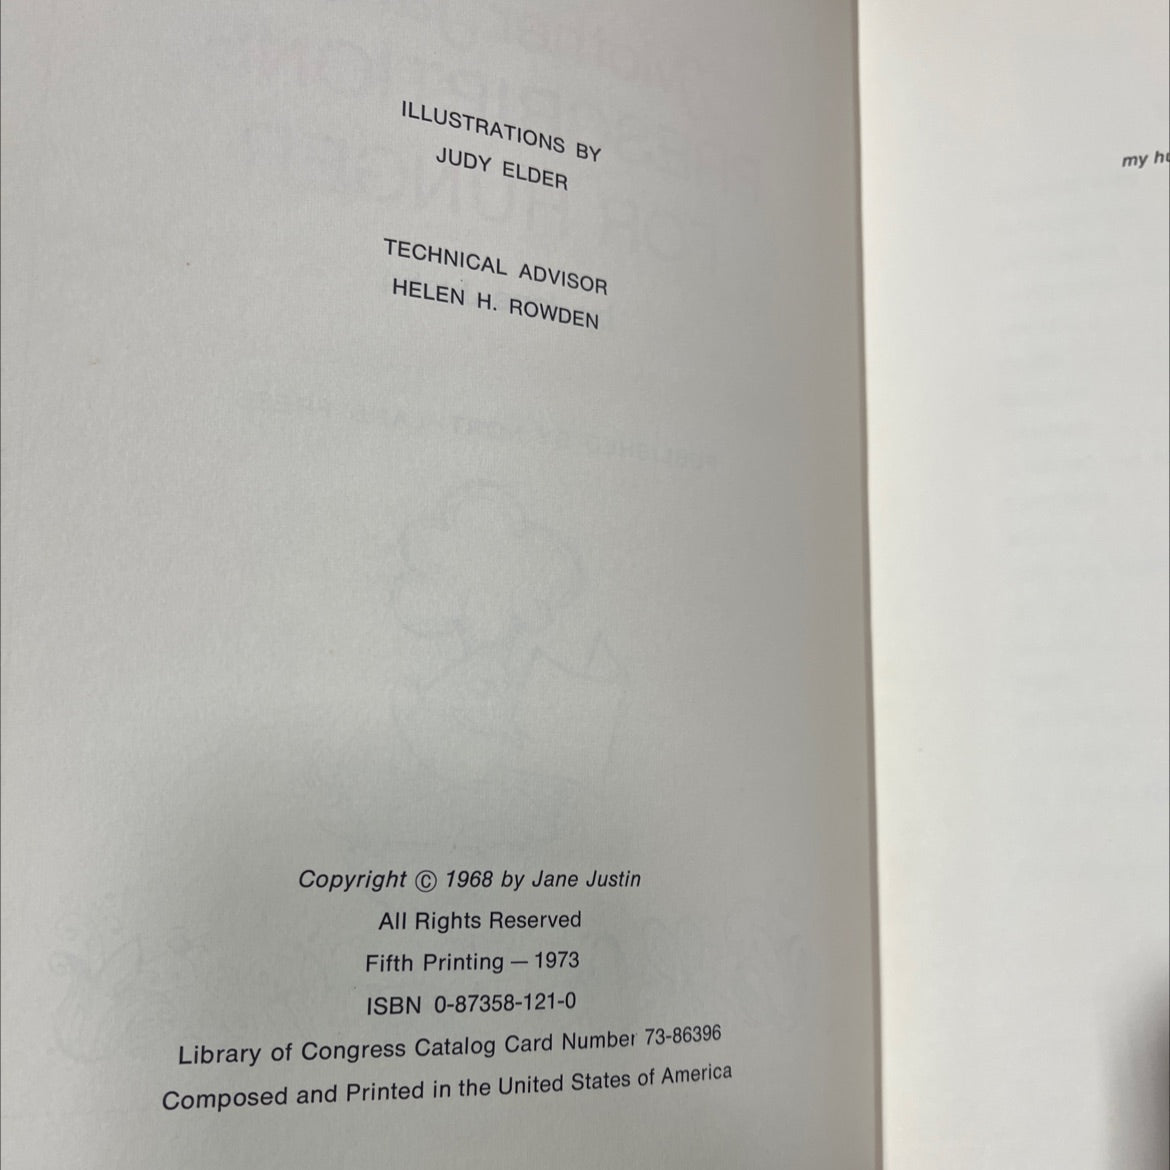 ILLUSTRATIONS BY
JUDY ELDER
TECHNICAL ADVISOR
HELEN H. ROWDEN
Copyright © 1968 by Jane Justin
All Rights Reserved
Fifth Printing — 1973
ISBN 0-87358-121-0
Library of Congress Catalog Card Number 73-86396
Composed and Printed in the United States of America
my